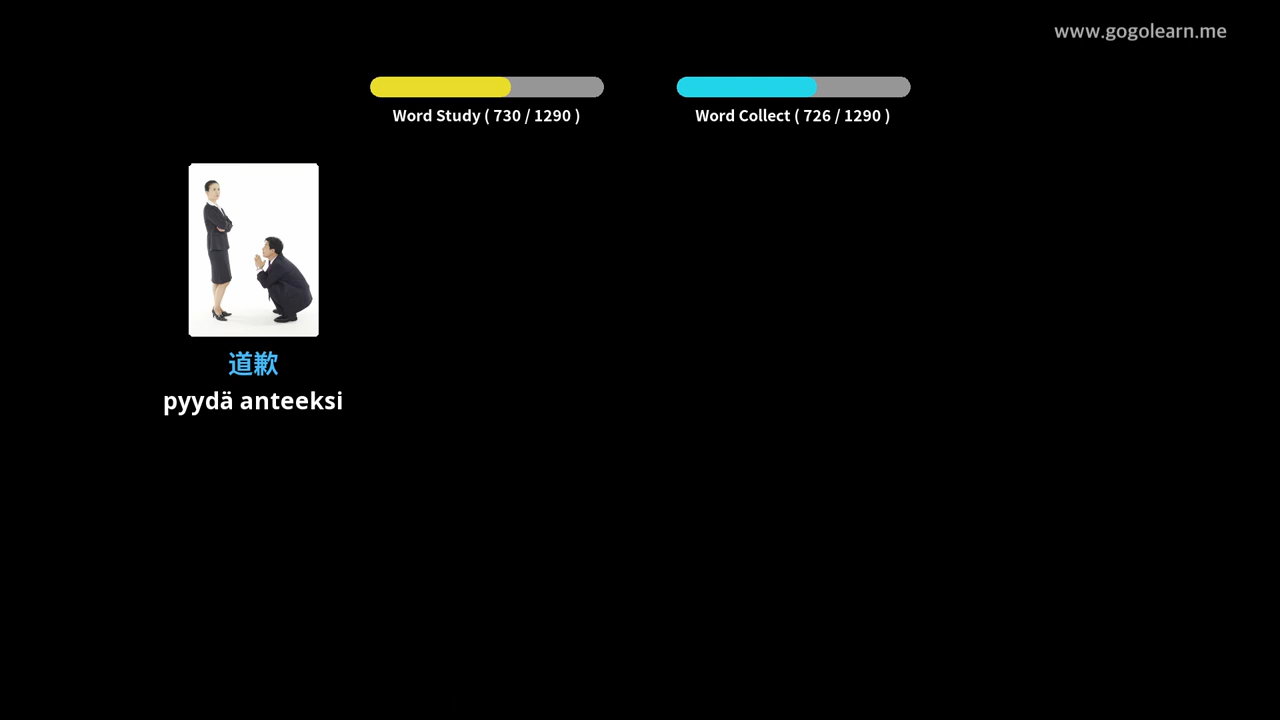 www.gogolearn.me
Word Study ( 730 / 1290 )
Word Collect ( 726 / 1290 )
道歉
pyydä anteeksi